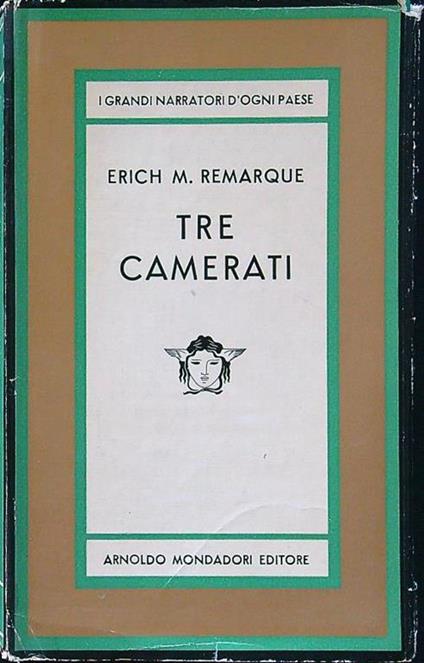 I GRANDI NARRATORI D'OGNI PAESE
ERICH M. REMARQUE
TRE
CAMERATI
ARNOLDO MONDADORI EDITORE